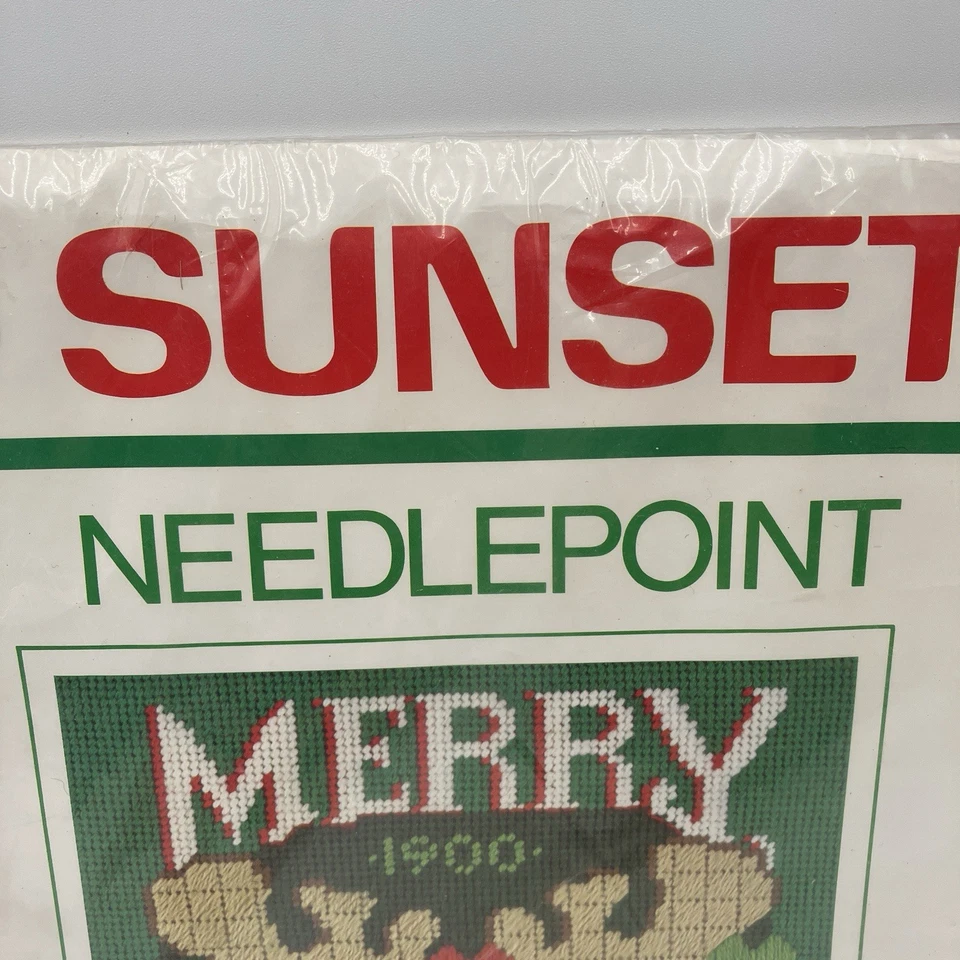 SUNSET
NEEDLEPOINT
MERRY
·1900·